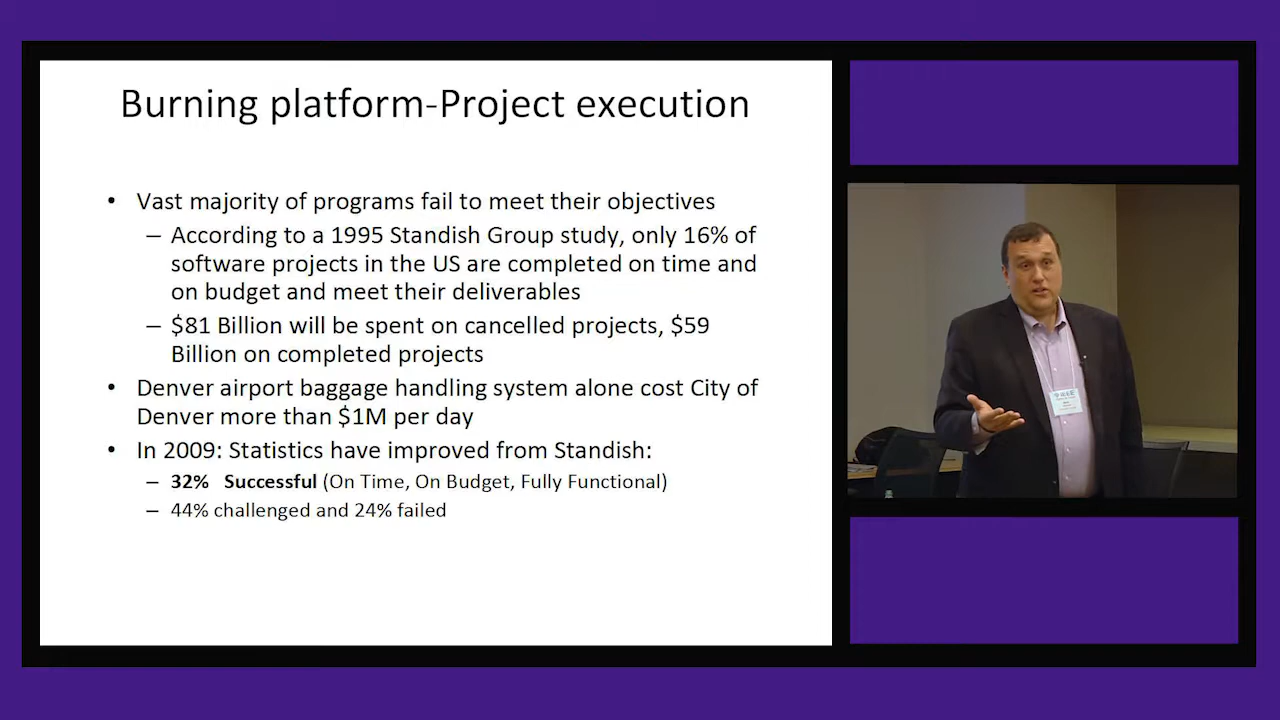 Burning platform-Project execution
• Vast majority of programs fail to meet their objectives
– According to a 1995 Standish Group study, only 16% of
software projects in the US are completed on time and
on budget and meet their deliverables
– $81 Billion will be spent on cancelled projects, $59
Billion on completed projects
• Denver airport baggage handling system alone cost City of
Denver more than $1M per day
• In 2009: Statistics have improved from Standish:
– 32% Successful (On Time, On Budget, Fully Functional)
– 44% challenged and 24% failed